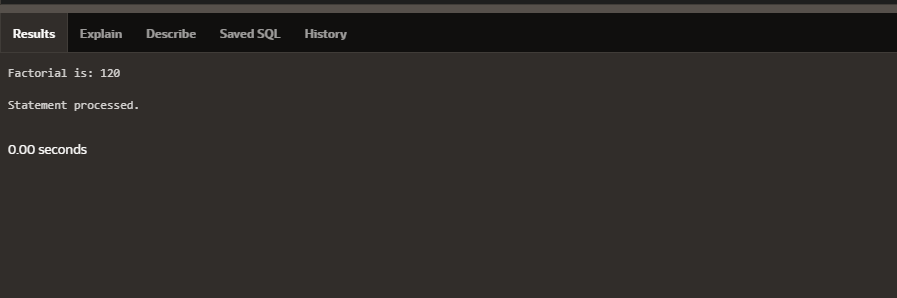 Results Explain Describe Saved SQL History
Factorial is: 120
Statement processed.
0.00 seconds